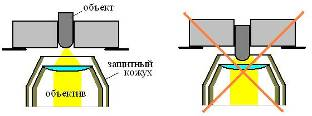 объект
защитный
кожух
объектив